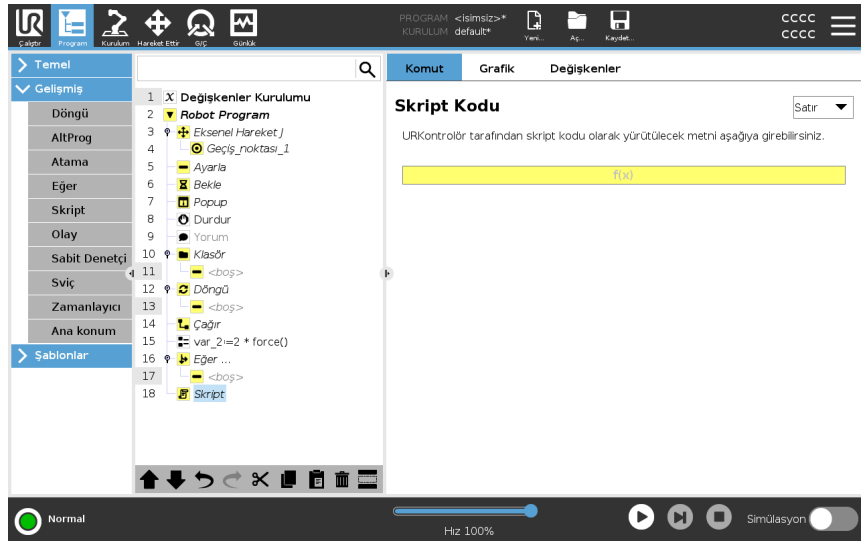 UR
PROGRAM <isimsiz>*
KURULUM default*
cccc
cccc
Çalıştır Program Kurulum Hareket Ettir G/Ç Günlük Yeni... Aç... Kaydet...
Temel
Gelişmiş
Döngü
AltProg
Atama
Eğer
Skript
Olay
Sabit Denetçi
Sviç
Zamanlayıcı
Ana konum
Şablonlar
1 X Değişkenler Kurulumu
2 Robot Program
3 Eksenel Hareket J
4 Geçiş_noktası_1
5 Ayarla
6 Bekle
7 Popup
8 Durdur
9 Yorum
10 Klasör
11 <boş>
12 Döngü
13 <boş>
14 Çağır
15 var_2:=2 * force()
16 Eğer ...
17 <boş>
18 Skript
Komut Grafik Değişkenler
Skript Kodu
Satır
URKontrolör tarafından skript kodu olarak yürütülecek metni aşağıya girebilirsiniz.
f(x)
Normal
Hız 100%
Simülasyon